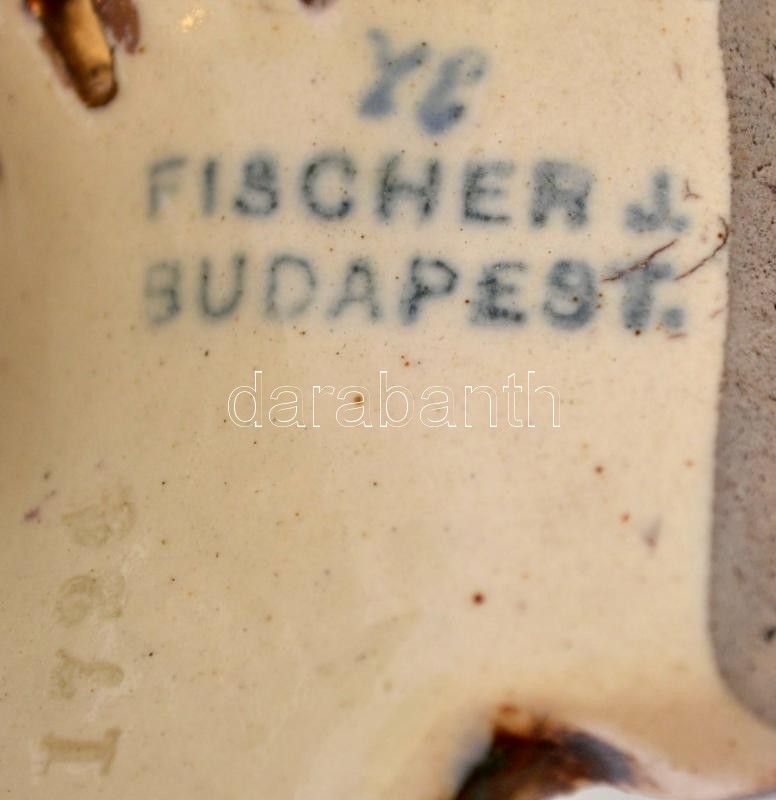 FISCHER J.
BUDAPEST.
darabanth